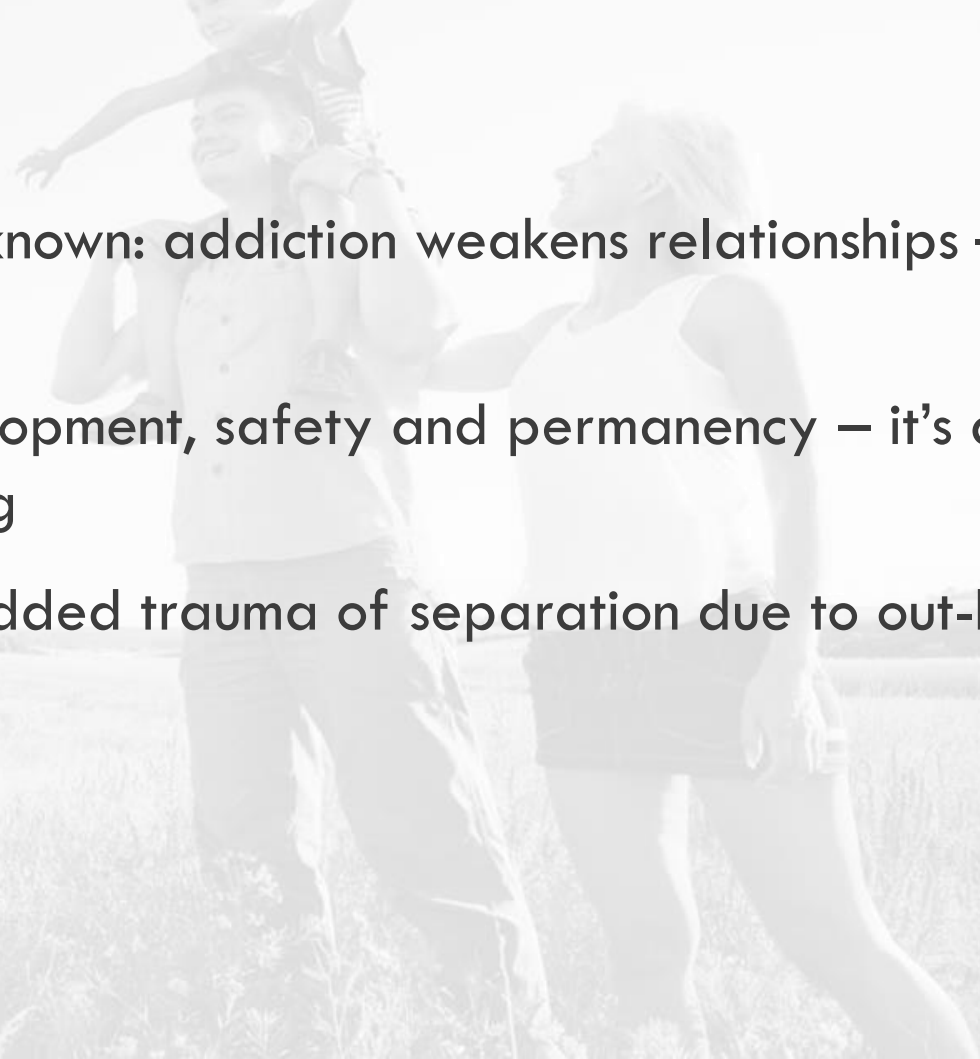 known: addiction weakens relationships -
opment, safety and permanency – it’s
g
dded trauma of separation due to out-